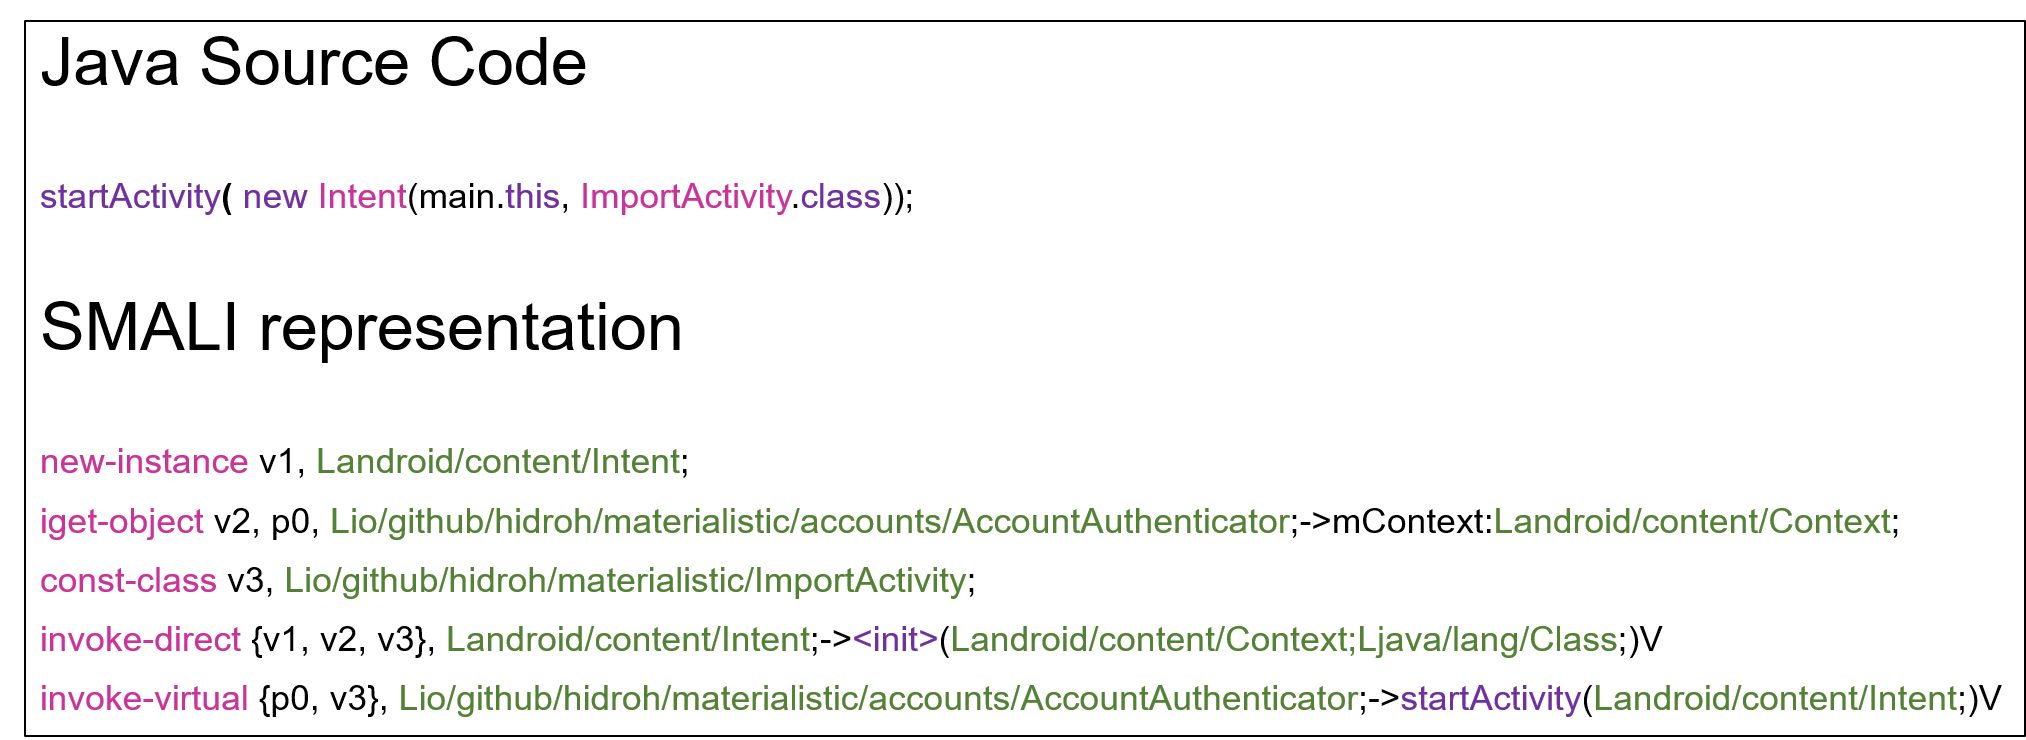 Java Source Code
startActivity( new Intent(main.this, ImportActivity.class));
SMALI representation
new-instance v1, Landroid/content/Intent;
iget-object v2, p0, Lio/github/hidroh/materialistic/accounts/AccountAuthenticator;->mContext:Landroid/content/Context;
const-class v3, Lio/github/hidroh/materialistic/ImportActivity;
invoke-direct {v1, v2, v3}, Landroid/content/Intent;-><init>(Landroid/content/Context;Ljava/lang/Class;)V
invoke-virtual {p0, v3}, Lio/github/hidroh/materialistic/accounts/AccountAuthenticator;->startActivity(Landroid/content/Intent;)V